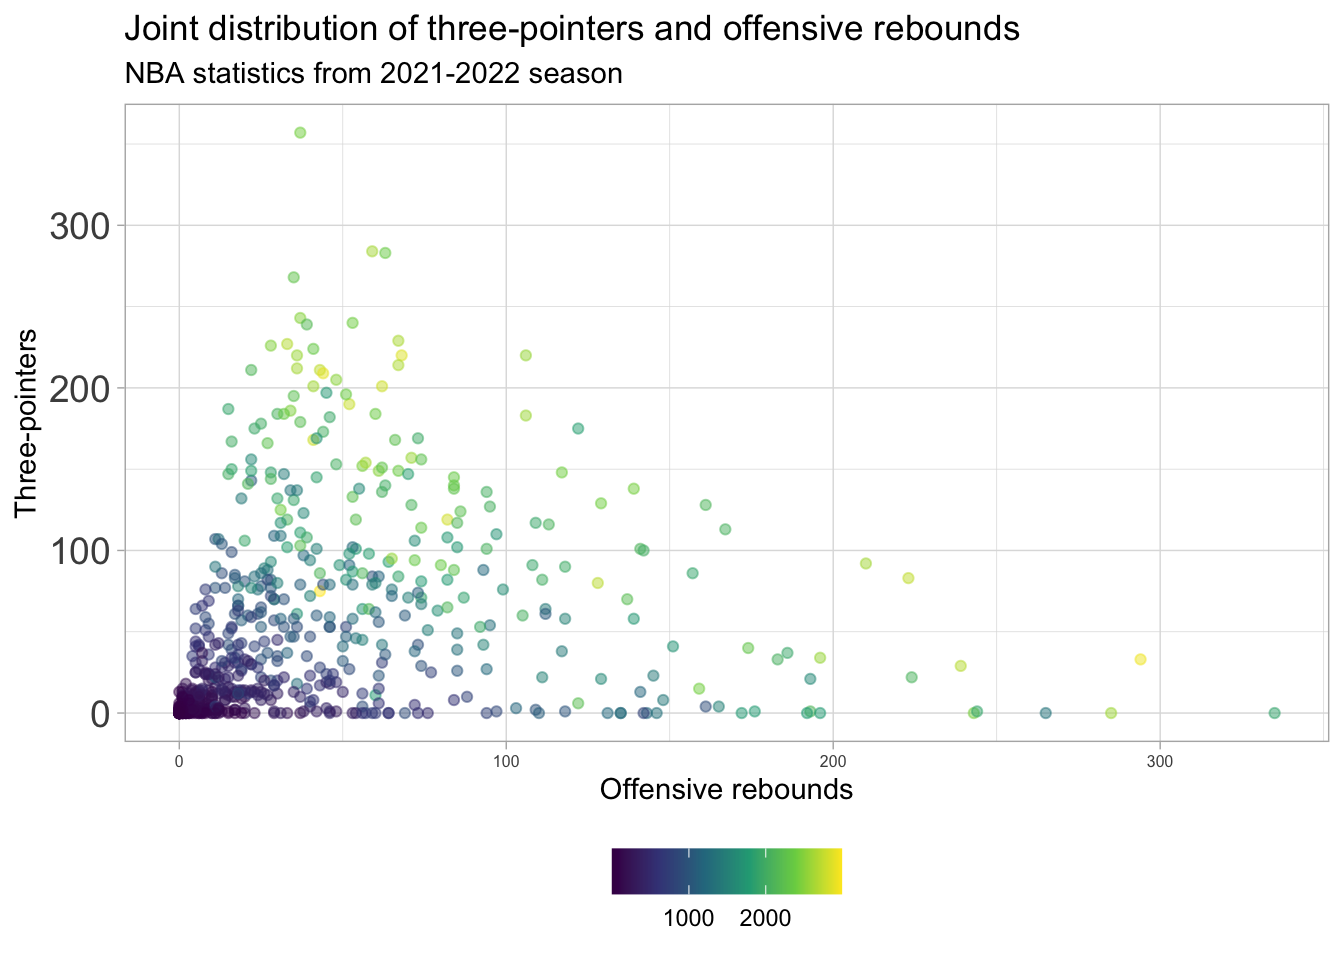 Joint distribution of three-pointers and offensive rebounds
NBA statistics from 2021-2022 season
Three-pointers
300
200
100
0
0 100 200 300
Offensive rebounds
1000 2000